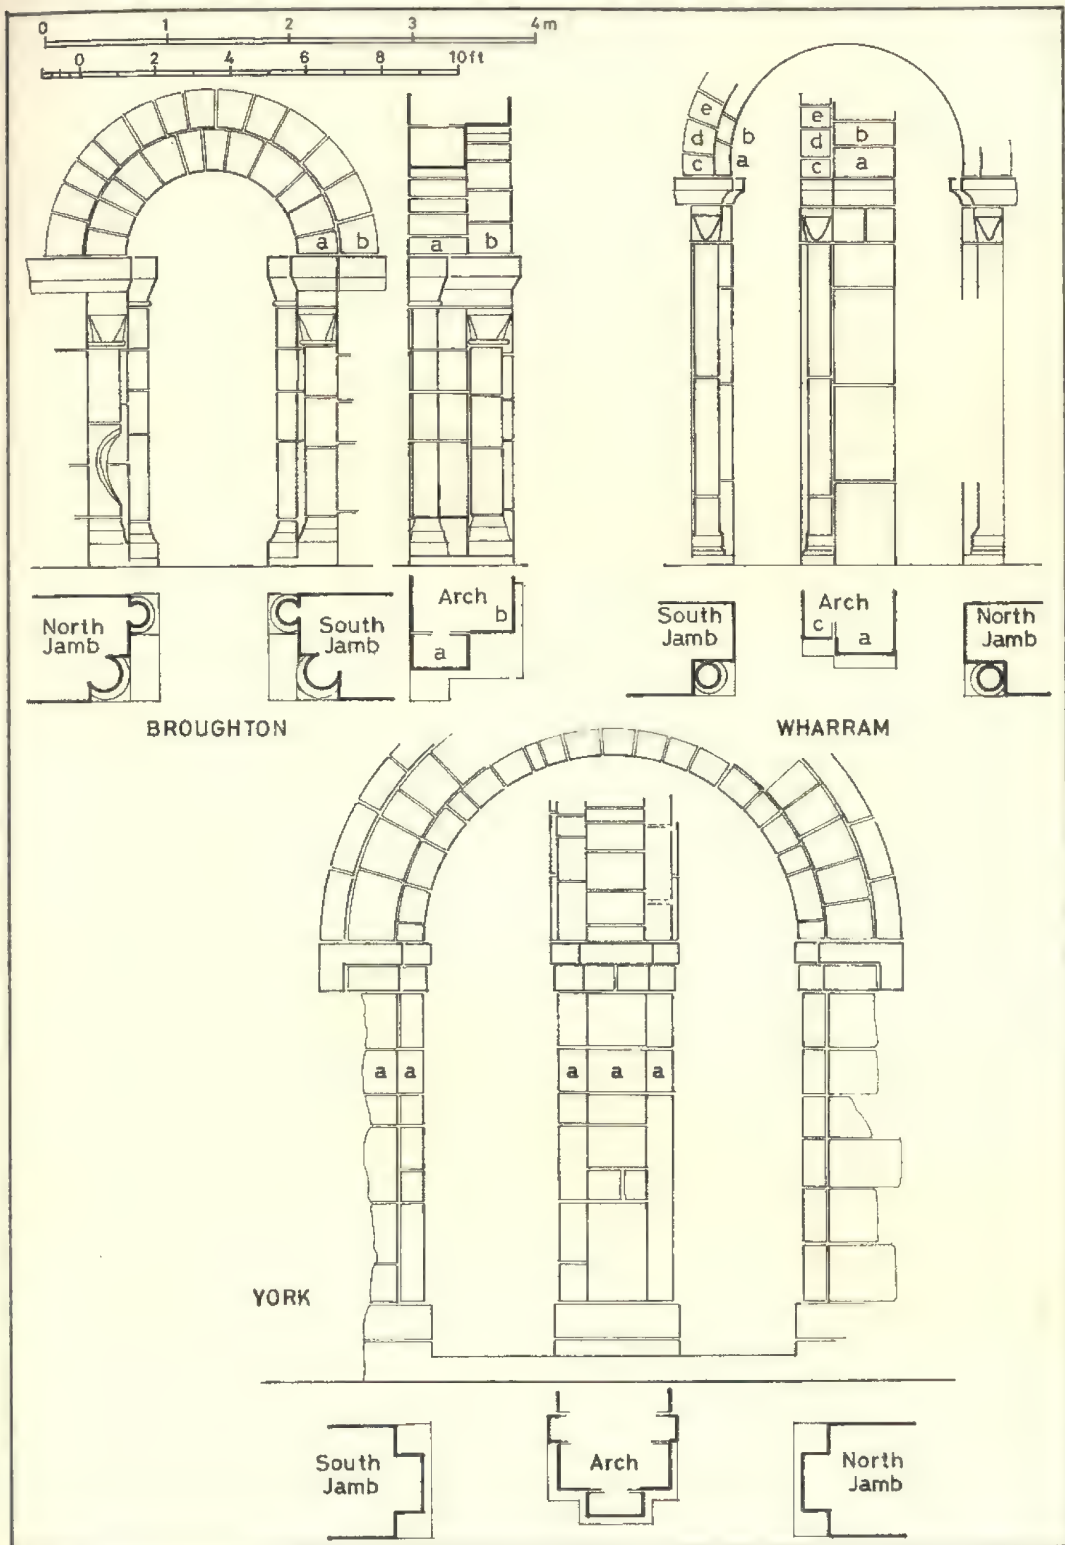 0 1 2 3 4m
0 2 4 6 8 10ft
e
d
c
b
a
e
d
c
b
a
a b
a b
North
Jamb
South
Jamb
Arch
b
a
BROUGHTON
South
Jamb
Arch
c
a
North
Jamb
WHARRAM
a a
a a a
YORK
South
Jamb
Arch
North
Jamb